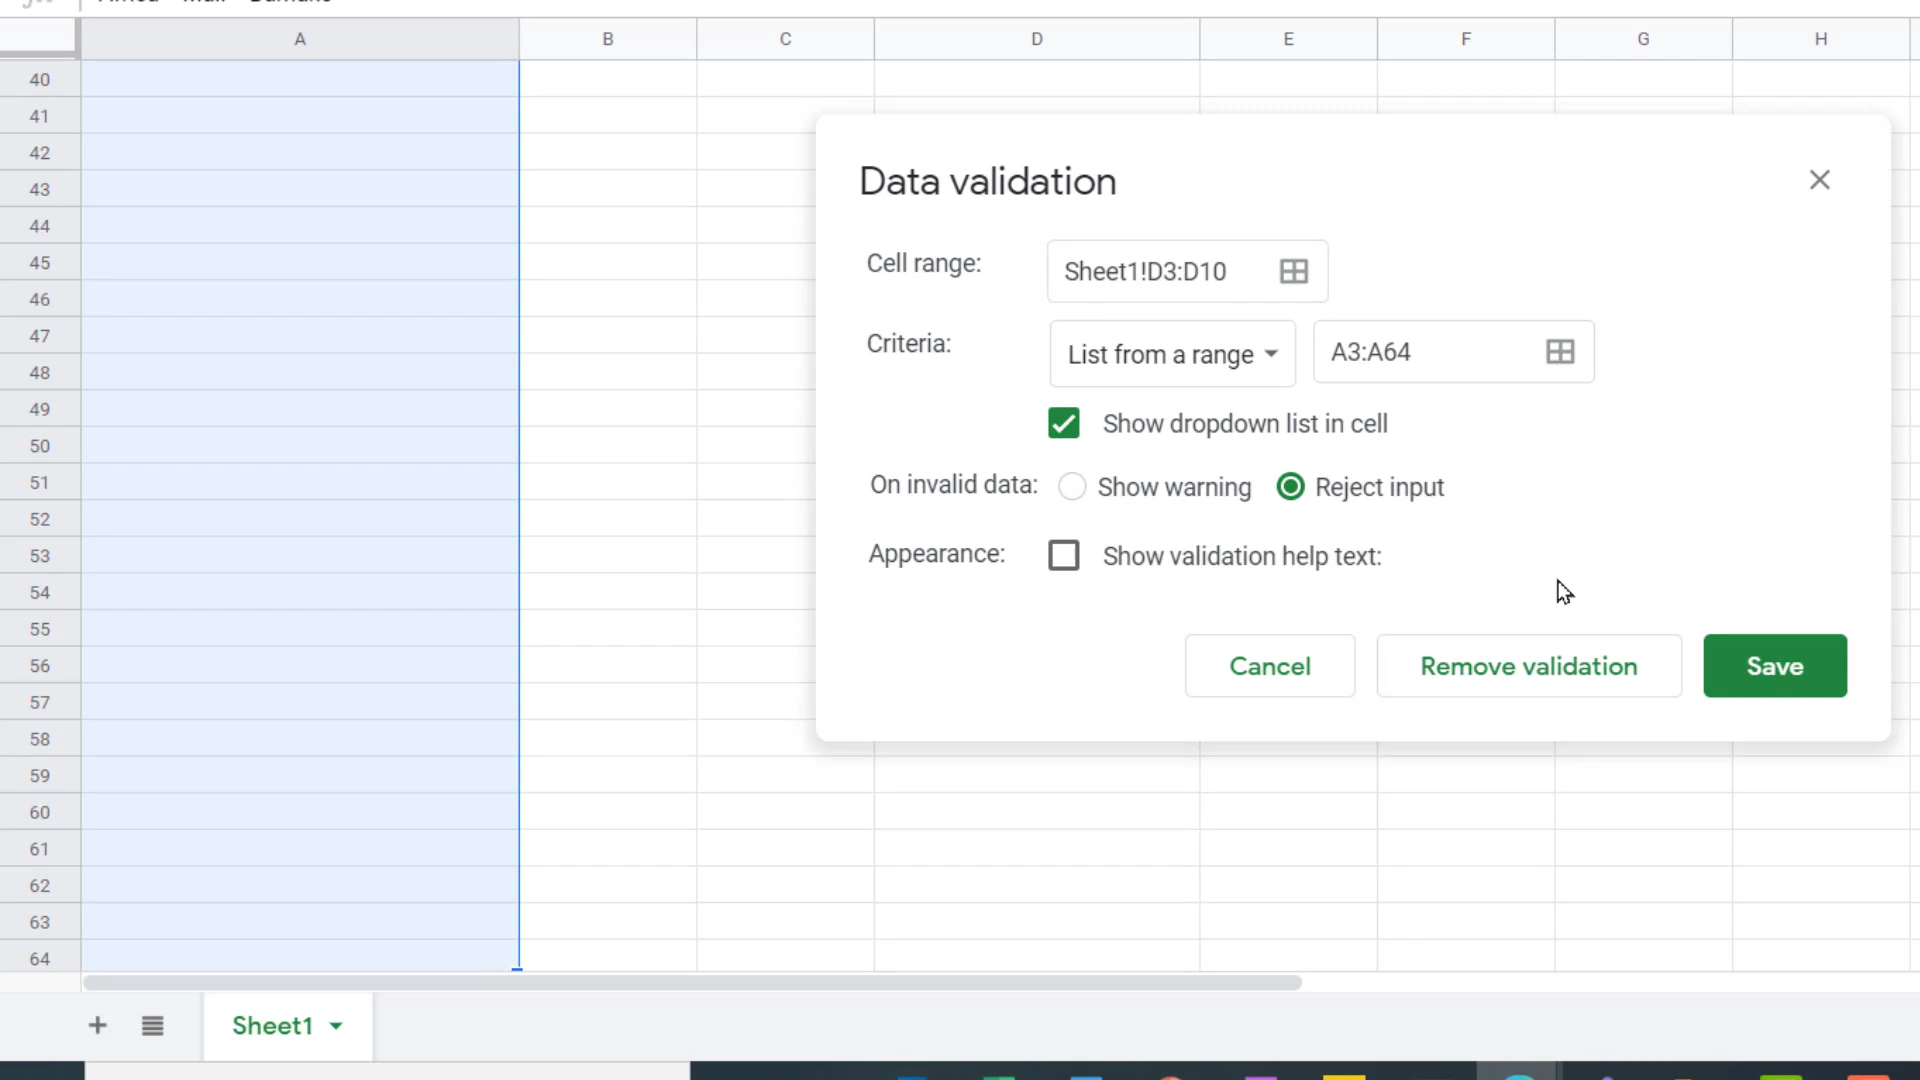 A B C D E F G H
40
41
42
43
44
45
46
47
48
49
50
51
52
53
54
55
56
57
58
59
60
61
62
63
64
Data validation
Cell range: Sheet1!D3:D10
Criteria: List from a range A3:A64
Show dropdown list in cell
On invalid data: Show warning Reject input
Appearance: Show validation help text:
Cancel Remove validation Save
Sheet1